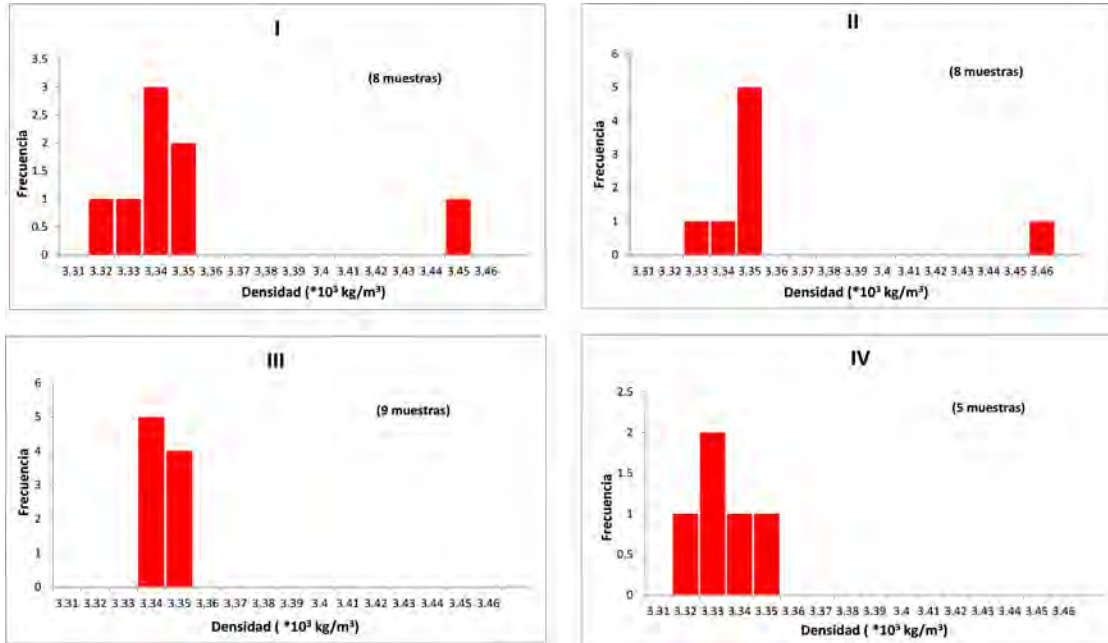 I
(8 muestras)
Frecuencia
3.5
3
2.5
2
1.5
1
0.5
0
3.31 3.32 3.33 3.34 3.35 3.36 3.37 3.38 3.39 3.4 3.41 3.42 3.43 3.44 3.45 3.46
Densidad (*10³ kg/m³)
II
(8 muestras)
Frecuencia
6
5
4
3
2
1
0
3.31 3.32 3.33 3.34 3.35 3.36 3.37 3.38 3.39 3.4 3.41 3.42 3.43 3.44 3.45 3.46
Densidad (*10³ kg/m³)
III
(9 muestras)
Frecuencia
6
5
4
3
2
1
0
3.31 3.32 3.33 3.34 3.35 3.36 3.37 3.38 3.39 3.4 3.41 3.42 3.43 3.44 3.45 3.46
Densidad ( *10³ kg/m³)
IV
(5 muestras)
Frecuencia
2.5
2
1.5
1
0.5
0
3.31 3.32 3.33 3.34 3.35 3.36 3.37 3.38 3.39 3.4 3.41 3.42 3.43 3.44 3.45 3.46
Densidad ( *10³ kg/m³)